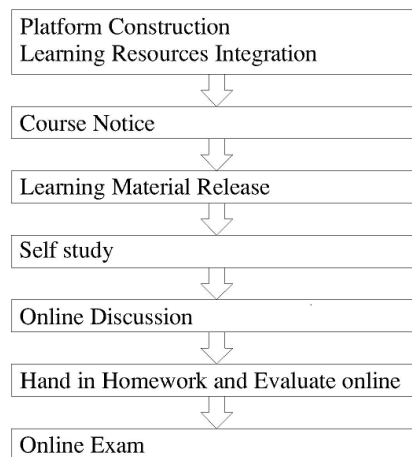 Platform Construction
Learning Resources Integration
Course Notice
Learning Material Release
Self study
Online Discussion
Hand in Homework and Evaluate online
Online Exam